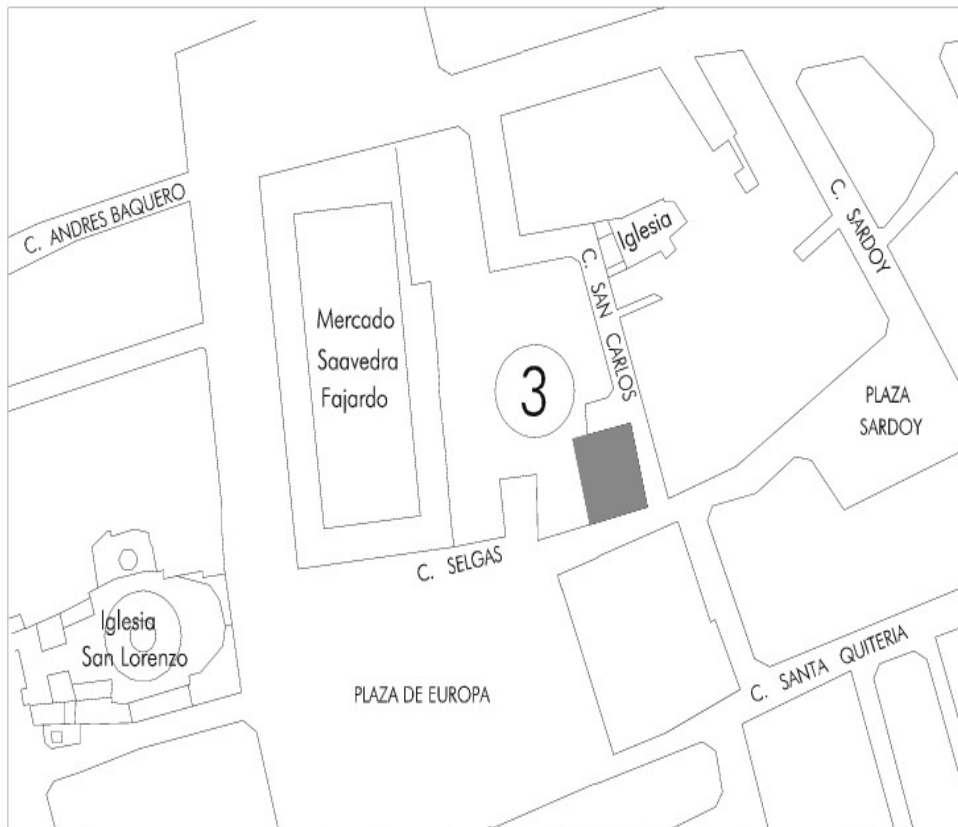 C. ANDRES BAQUERO
Iglesia
C. SARDOY
C. SAN CARLOS
Mercado
Saavedra
Fajardo
3
PLAZA
SARDOY
C. SELGAS
Iglesia
San Lorenzo
C. SANTA QUITERIA
PLAZA DE EUROPA